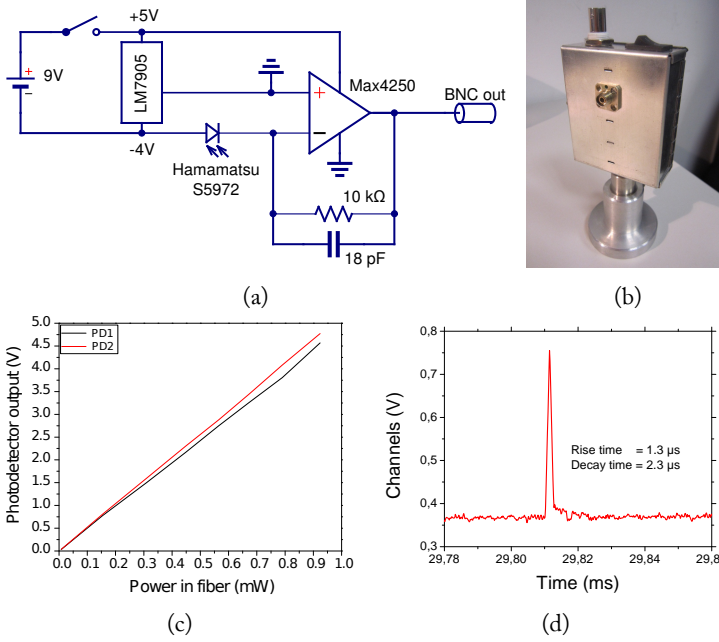 +5V
9V
LM7905
-4V
Hamamatsu
S5972
+
−
Max4250
BNC out
10 kΩ
18 pF
(a)
(b)
Photodetector output (V)
5.0
4.5
4.0
3.5
3.0
2.5
2.0
1.5
1.0
0.5
0.0
PD1
PD2
0.0 0.1 0.2 0.3 0.4 0.5 0.6 0.7 0.8 0.9 1.0
Power in fiber (mW)
(c)
Channels (V)
0,8
0,7
0,6
0,5
0,4
0,3
Rise time = 1.3 µs
Decay time = 2.3 µs
29,78 29,80 29,82 29,84 29,8
Time (ms)
(d)